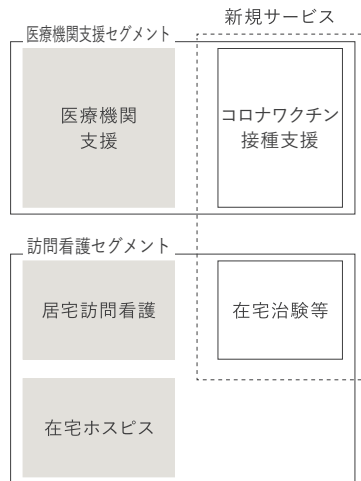 新規サービス
医療機関支援セグメント
医療機関
支援
コロナワクチン
接種支援
訪問看護セグメント
居宅訪問看護
在宅治験等
在宅ホスピス